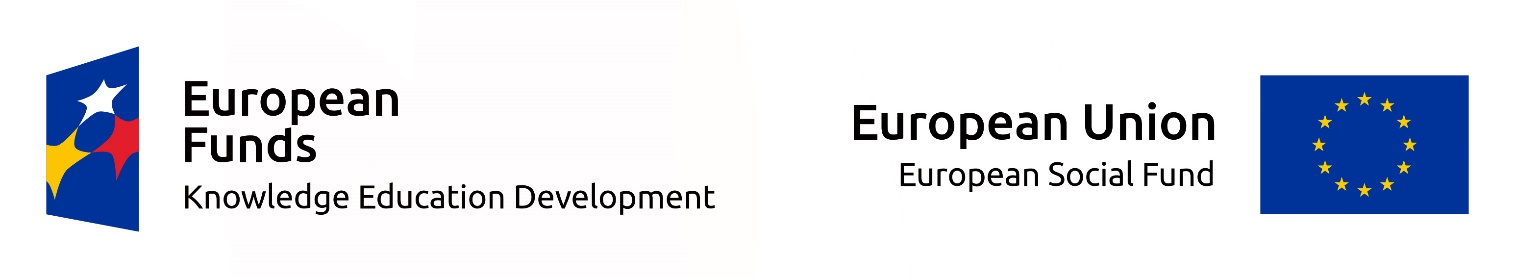 European
Funds
Knowledge Education Development
European Union
European Social Fund